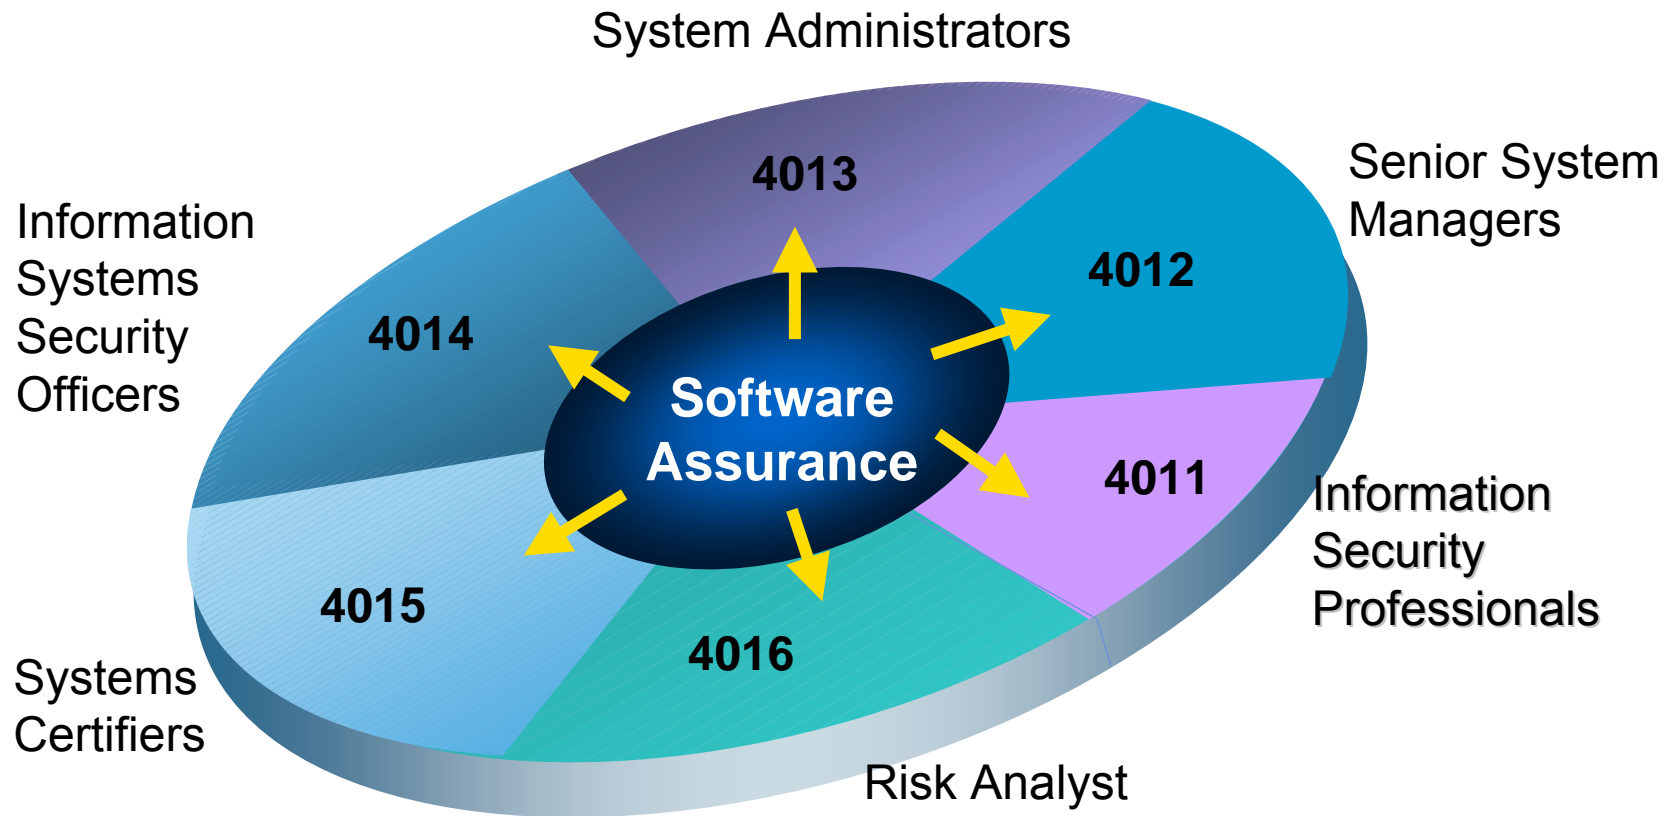 System Administrators
4013
Senior System
Managers
4012
Information
Systems
Security
Officers
4014
Software
Assurance
4011
Information
Security
Professionals
4015
4016
Systems
Certifiers
Risk Analyst